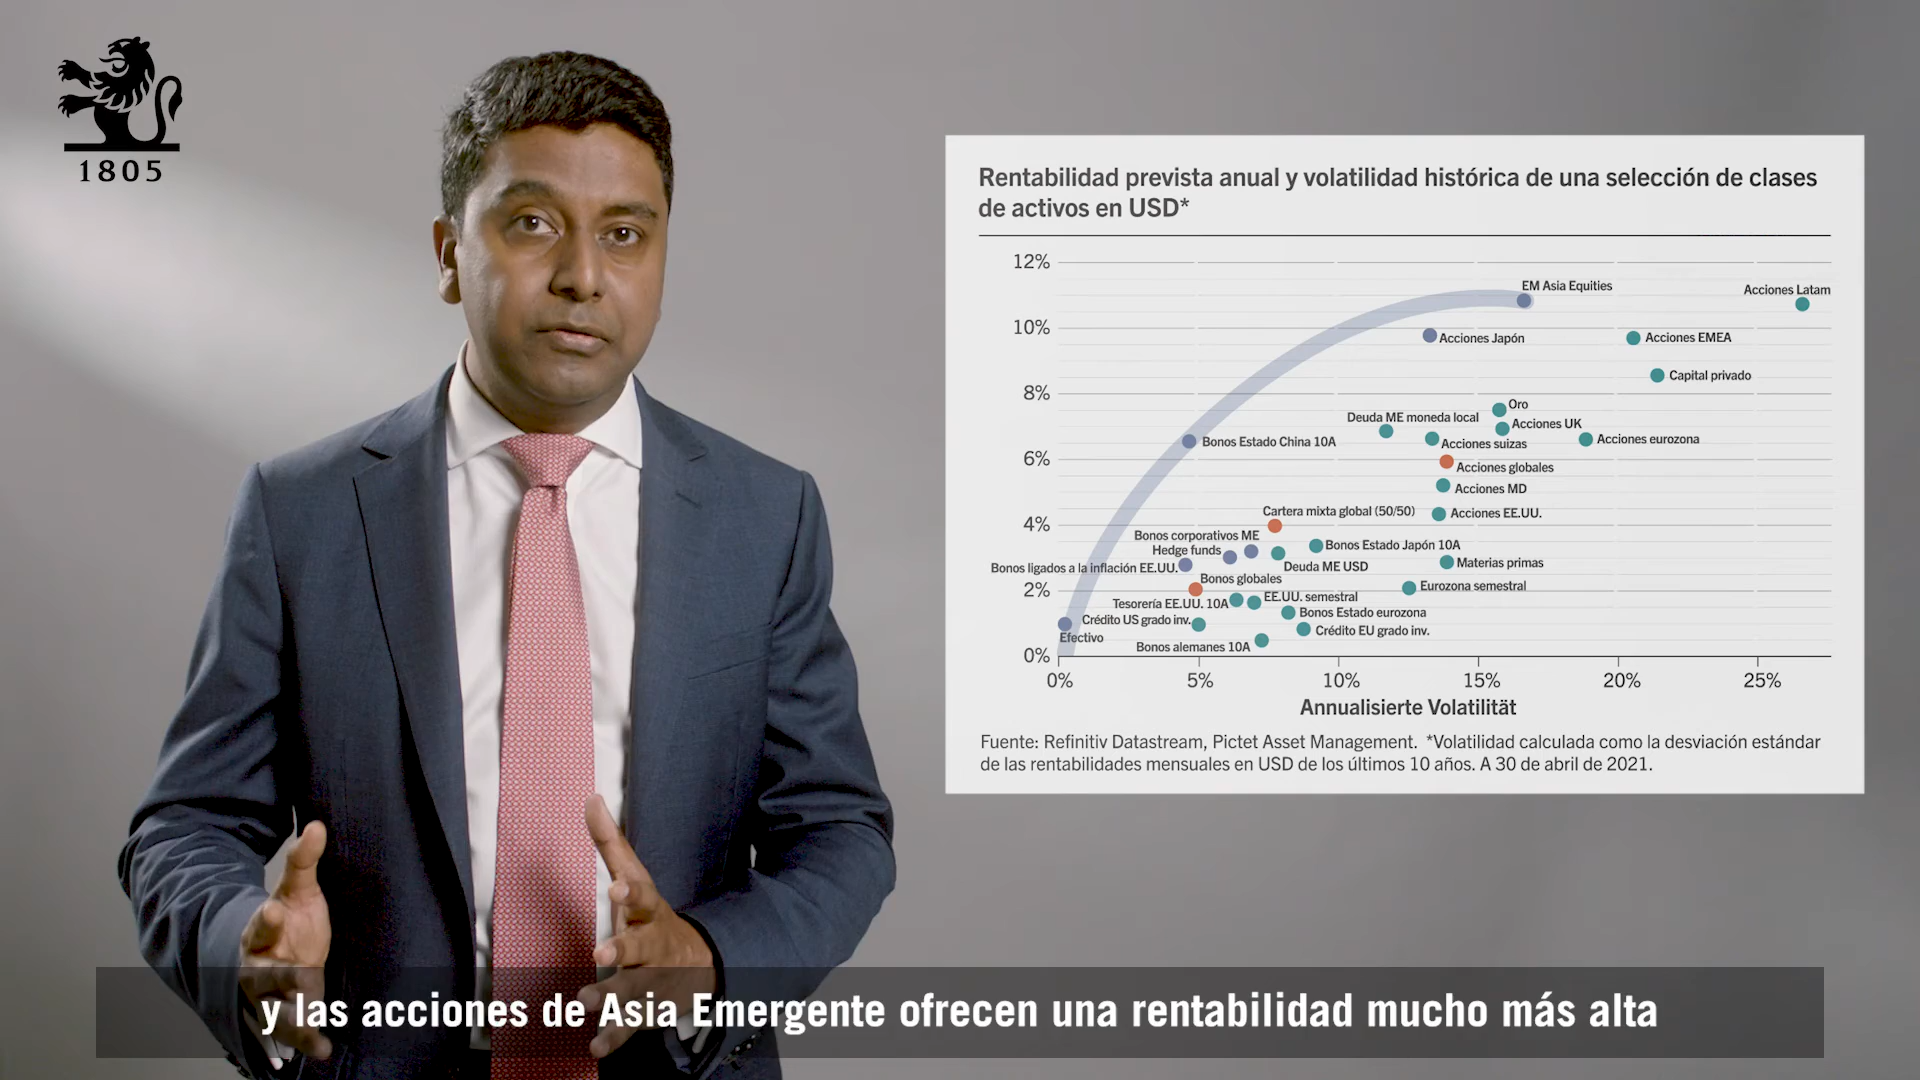 1805
Rentabilidad prevista anual y volatilidad histórica de una selección de clases
de activos en USD*
12%
10%
8%
6%
4%
2%
0%
EM Asia Equities
Acciones Latam
Acciones Japón
Acciones EMEA
Capital privado
Oro
Deuda ME moneda local
Acciones UK
Bonos Estado China 10A
Acciones suizas
Acciones eurozona
Acciones globales
Acciones MD
Cartera mixta global (50/50)
Acciones EE.UU.
Bonos corporativos ME
Hedge funds
Bonos Estado Japón 10A
Bonos ligados a la inflación EE.UU.
Deuda ME USD
Materias primas
Bonos globales
Eurozona semestral
Tesorería EE.UU. 10A
EE.UU. semestral
Crédito US grado inv.
Bonos Estado eurozona
Efectivo
Crédito EU grado inv.
Bonos alemanes 10A
0%
5%
10%
15%
20%
25%
Annualisierte Volatilität
Fuente: Refinitiv Datastream, Pictet Asset Management. *Volatilidad calculada como la desviación estándar
de las rentabilidades mensuales en USD de los últimos 10 años. A 30 de abril de 2021.
y las acciones de Asia Emergente ofrecen una rentabilidad mucho más alta